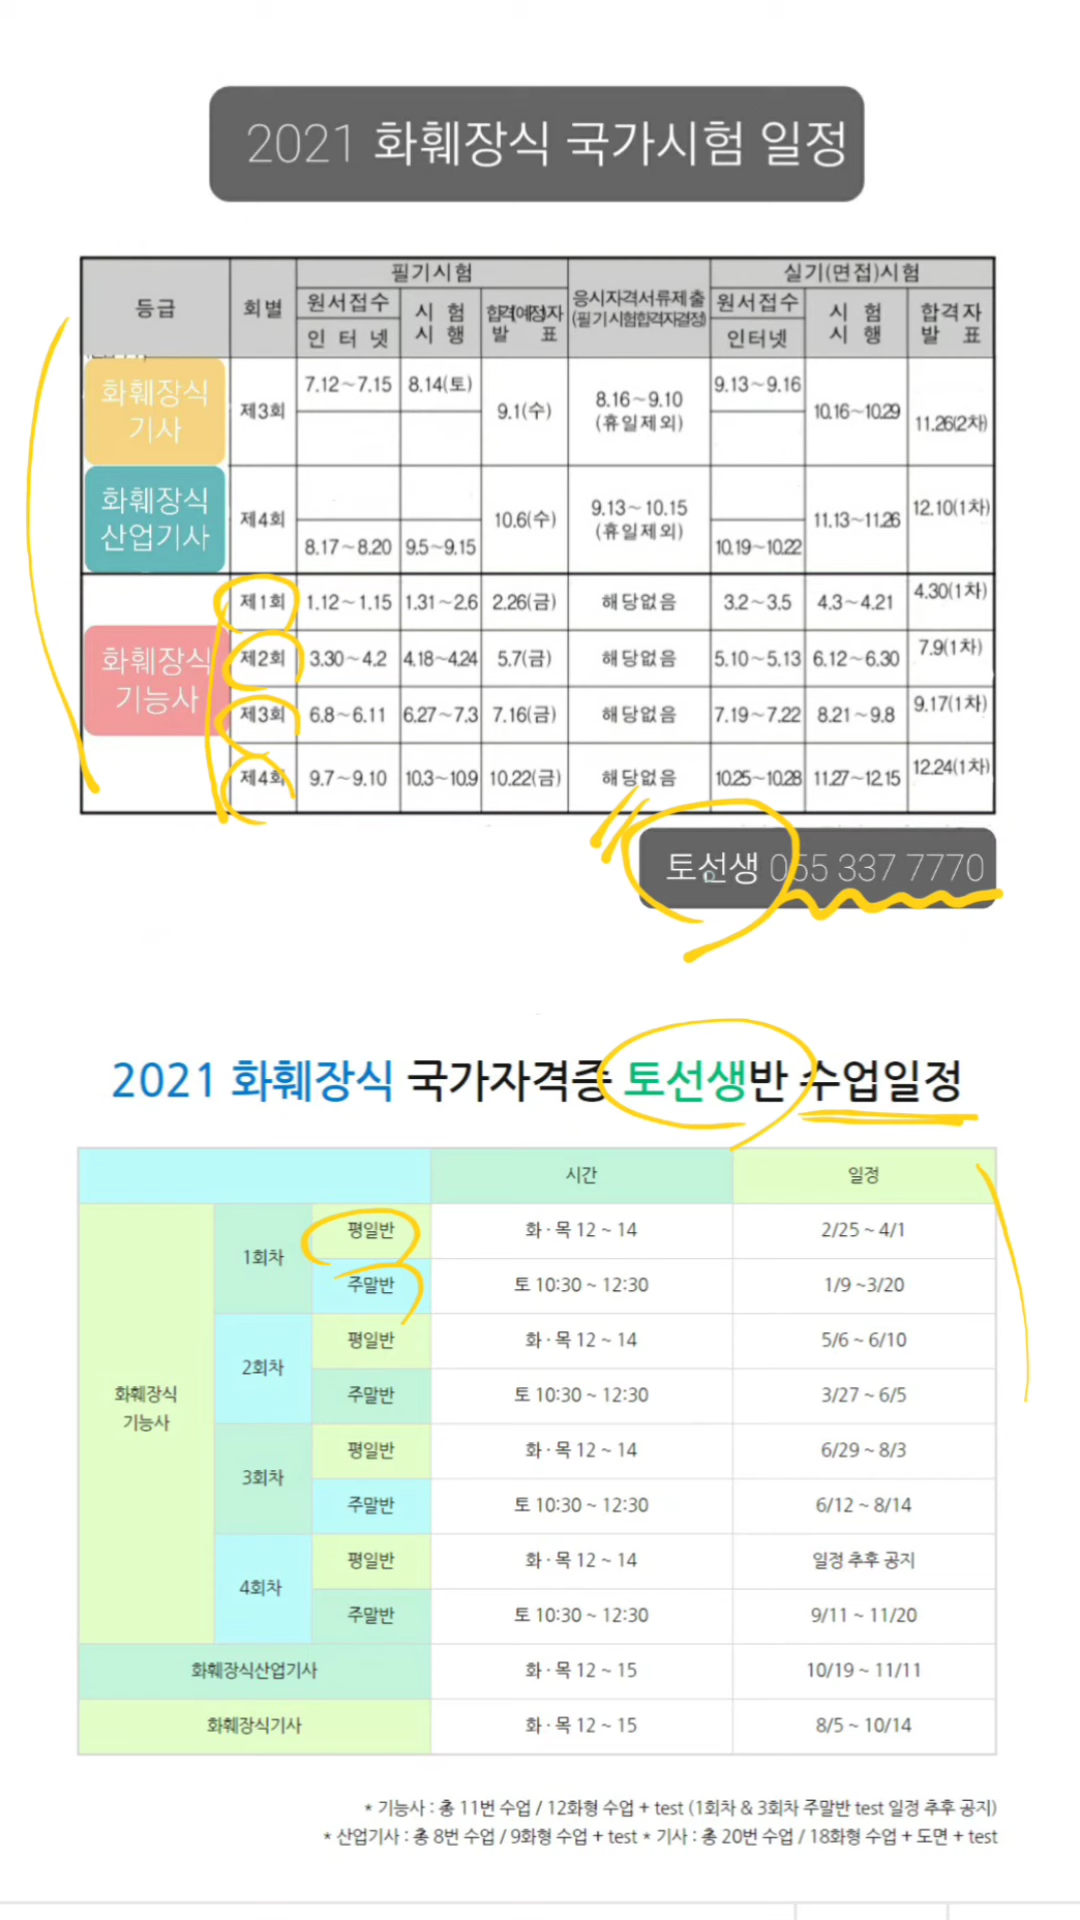 2021 화훼장식 국가시험 일정
등급 회별 필기시험 응시자격서류제출 (필기시험합격자결정) 실기(면접)시험
원서접수 인터넷 시험시행 합격(예정)자발표 원서접수 인터넷 시험시행 합격자발표
화훼장식 기사 제3회 7.12~7.15 8.14(토) 9.1(수) 8.16~9.10 (휴일제외) 9.13~9.16 10.16~10.29 11.26(2차)
화훼장식 산업기사 제4회 8.17~8.20 9.5~9.15 10.6(수) 9.13~10.15 (휴일제외) 10.19~10.22 11.13~11.26 12.10(1차)
화훼장식 기능사
제1회 1.12~1.15 1.31~2.6 2.26(금) 해당없음 3.2~3.5 4.3~4.21 4.30(1차)
제2회 3.30~4.2 4.18~4.24 5.7(금) 해당없음 5.10~5.13 6.12~6.30 7.9(1차)
제3회 6.8~6.11 6.27~7.3 7.16(금) 해당없음 7.19~7.22 8.21~9.8 9.17(1차)
제4회 9.7~9.10 10.3~10.9 10.22(금) 해당없음 10.25~10.28 11.27~12.15 12.24(1차)
토선생 055 337 7770
2021 화훼장식 국가자격증 토선생반 수업일정
시간 일정
화훼장식 기능사
1회차 평일반 화·목 12 ~ 14 2/25 ~ 4/1
주말반 토 10:30 ~ 12:30 1/9 ~3/20
2회차 평일반 화·목 12 ~ 14 5/6 ~ 6/10
주말반 토 10:30 ~ 12:30 3/27 ~ 6/5
3회차 평일반 화·목 12 ~ 14 6/29 ~ 8/3
주말반 토 10:30 ~ 12:30 6/12 ~ 8/14
4회차 평일반 화·목 12 ~ 14 일정 추후 공지
주말반 토 10:30 ~ 12:30 9/11 ~ 11/20
화훼장식산업기사 화·목 12 ~ 15 10/19 ~ 11/11
화훼장식기사 화·목 12 ~ 15 8/5 ~ 10/14
* 기능사 : 총 11번 수업 / 12화형 수업 + test (1회차 & 3회차 주말반 test 일정 추후 공지)
* 산업기사 : 총 8번 수업 / 9화형 수업 + test * 기사 : 총 20번 수업 / 18화형 수업 + 도면 + test